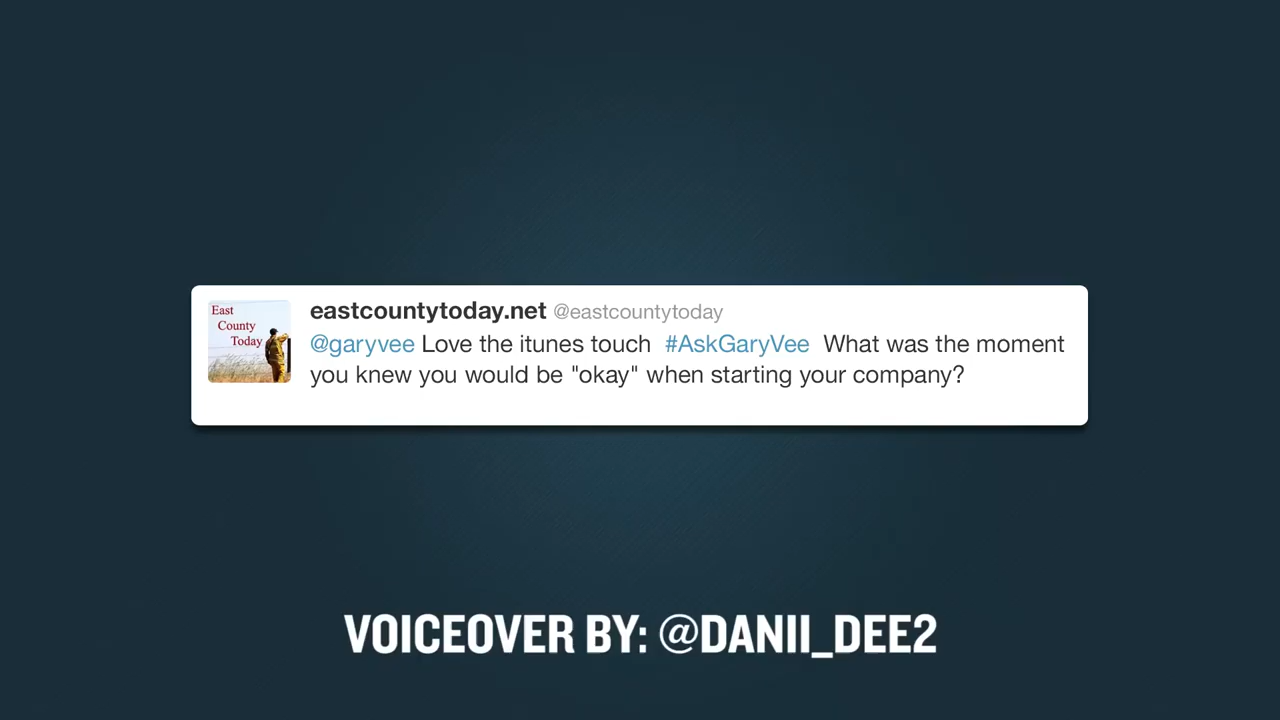 East
County
Today
eastcountytoday.net @eastcountytoday
@garyvee Love the itunes touch #AskGaryVee What was the moment
you knew you would be "okay" when starting your company?
VOICEOVER BY: @DANII_DEE2